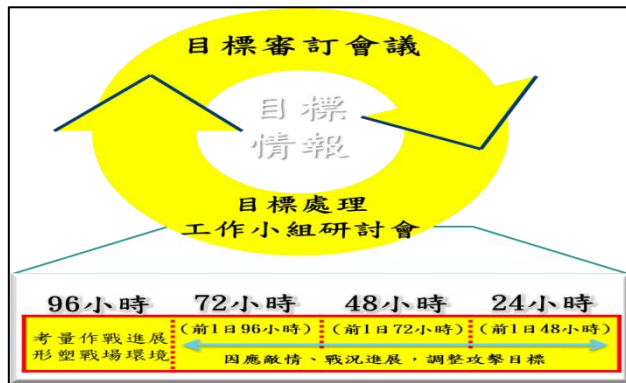 目標審訂會議
目標
情報
目標處理
工作小組研討會
96小時
72小時
48小時
24小時
考量作戰進展
形塑戰場環境
(前1日96小時)
(前1日72小時)
(前1日48小時)
因應敵情、戰況進展，調整攻擊目標